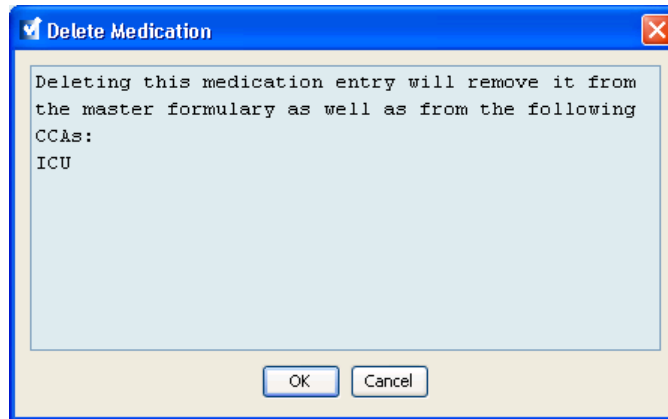 Delete Medication
Deleting this medication entry will remove it from
the master formulary as well as from the following
CCAs:
ICU
OK
Cancel